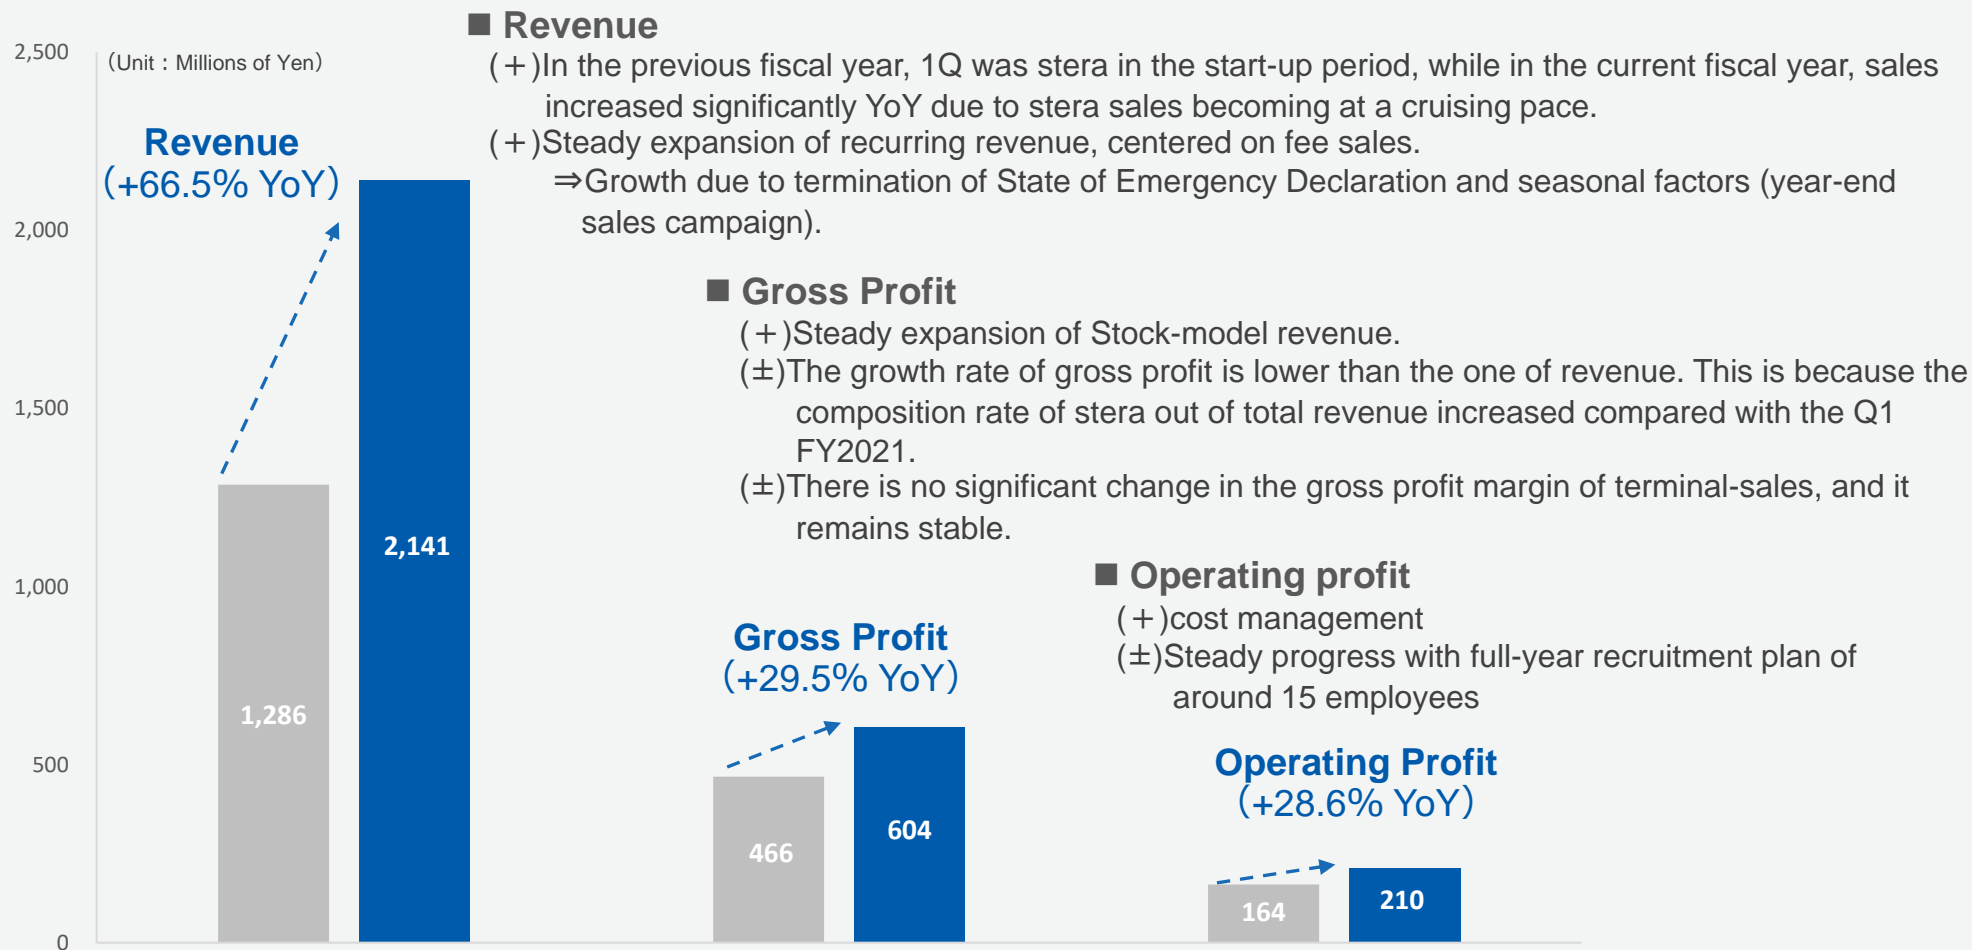 ■ Revenue
(＋)In the previous fiscal year, 1Q was stera in the start-up period, while in the current fiscal year, sales
increased significantly YoY due to stera sales becoming at a cruising pace.
(＋)Steady expansion of recurring revenue, centered on fee sales.
⇒Growth due to termination of State of Emergency Declaration and seasonal factors (year-end
sales campaign).
■ Gross Profit
(＋)Steady expansion of Stock-model revenue.
(±)The growth rate of gross profit is lower than the one of revenue. This is because the
composition rate of stera out of total revenue increased compared with the Q1
FY2021.
(±)There is no significant change in the gross profit margin of terminal-sales, and it
remains stable.
■ Operating profit
(＋)cost management
(±)Steady progress with full-year recruitment plan of
around 15 employees
（Unit：Millions of Yen）
2,500
2,000
1,500
1,000
500
0
Revenue
（+66.5% YoY）
1,286
2,141
Gross Profit
（+29.5% YoY）
466
604
Operating Profit
（+28.6% YoY）
164
210